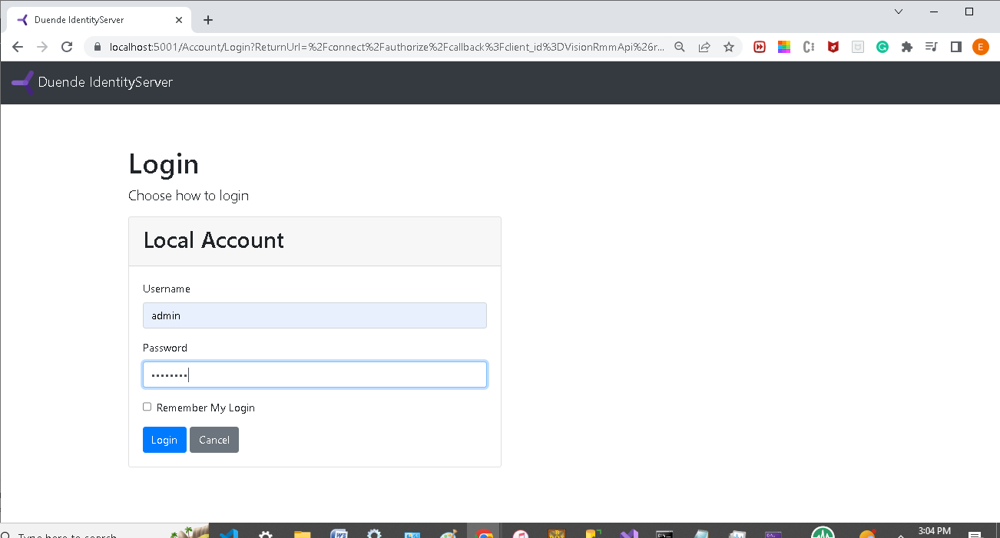 Duende IdentityServer
localhost:5001/Account/Login?ReturnUrl=%2Fconnect%2Fauthorize%2Fcallback%3Fclient_id%3DVisionRmmApi%26r...
E
Duende IdentityServer
Login
Choose how to login
Local Account
Username
admin
Password
Remember My Login
Login Cancel
Type here to search
3:04 PM